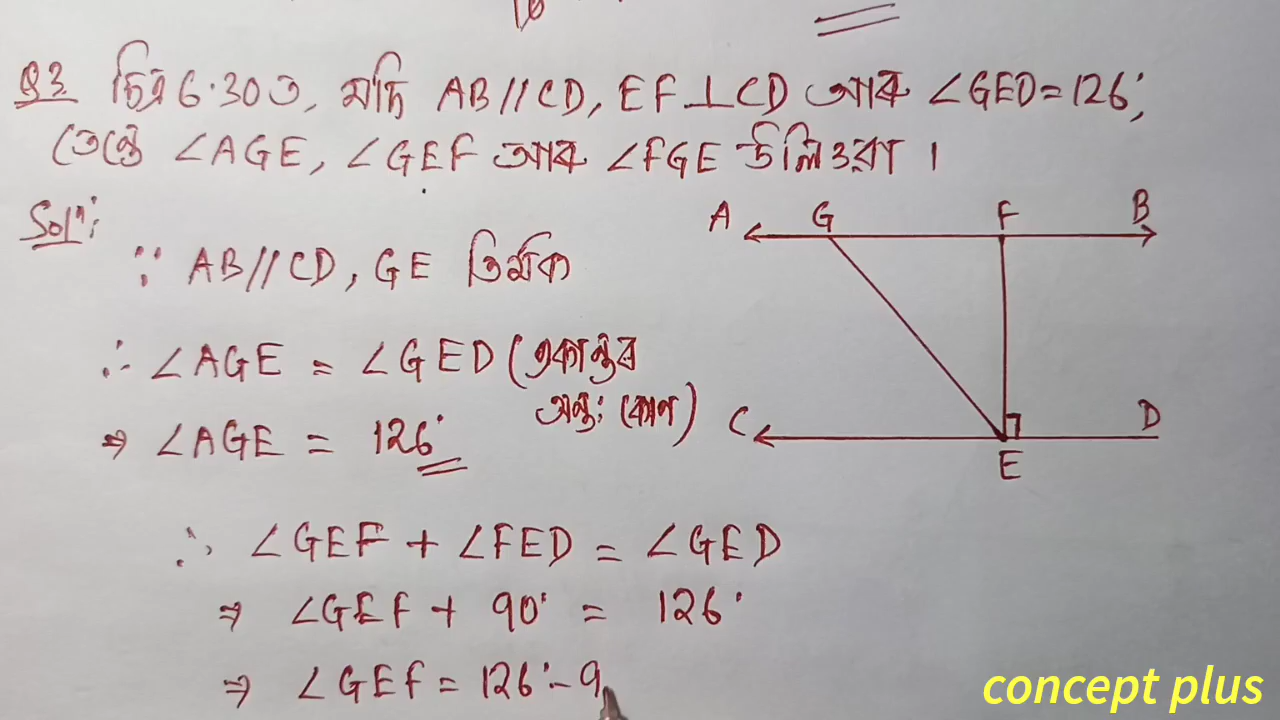 Q3 চিত্ৰ 6.30ত, যদি AB//CD, EF⊥CD আৰু ∠GED=126°,
তেন্তে ∠AGE, ∠GEF আৰু ∠FGE উলিওৱা ।
Solⁿ:
∵ AB//CD, GE তিৰ্যক
∴ ∠AGE = ∠GED (একান্তৰ
অন্তঃ কোণ)
⇒ ∠AGE = 126°
∴ ∠GEF + ∠FED = ∠GED
⇒ ∠GEF + 90° = 126°
⇒ ∠GEF = 126° - 9
A G F B
C E D
concept plus